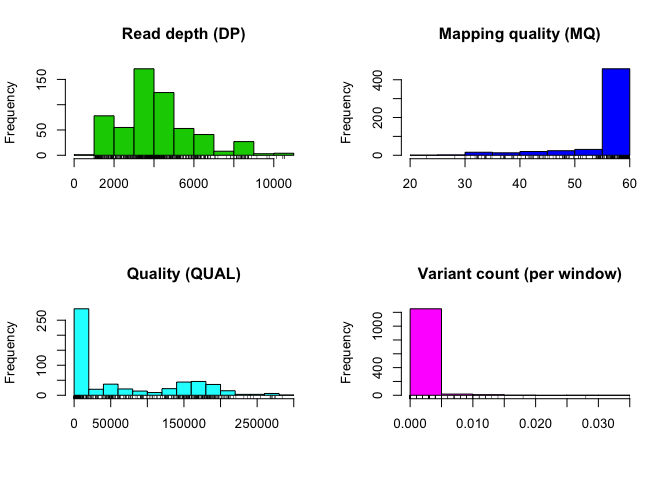 Read depth (DP)
Frequency
0 50 150
0 2000 6000 10000
Mapping quality (MQ)
Frequency
0 200 400
20 30 40 50 60
Quality (QUAL)
Frequency
0 100 250
0 50000 150000 250000
Variant count (per window)
Frequency
0 400 1000
0.000 0.010 0.020 0.030